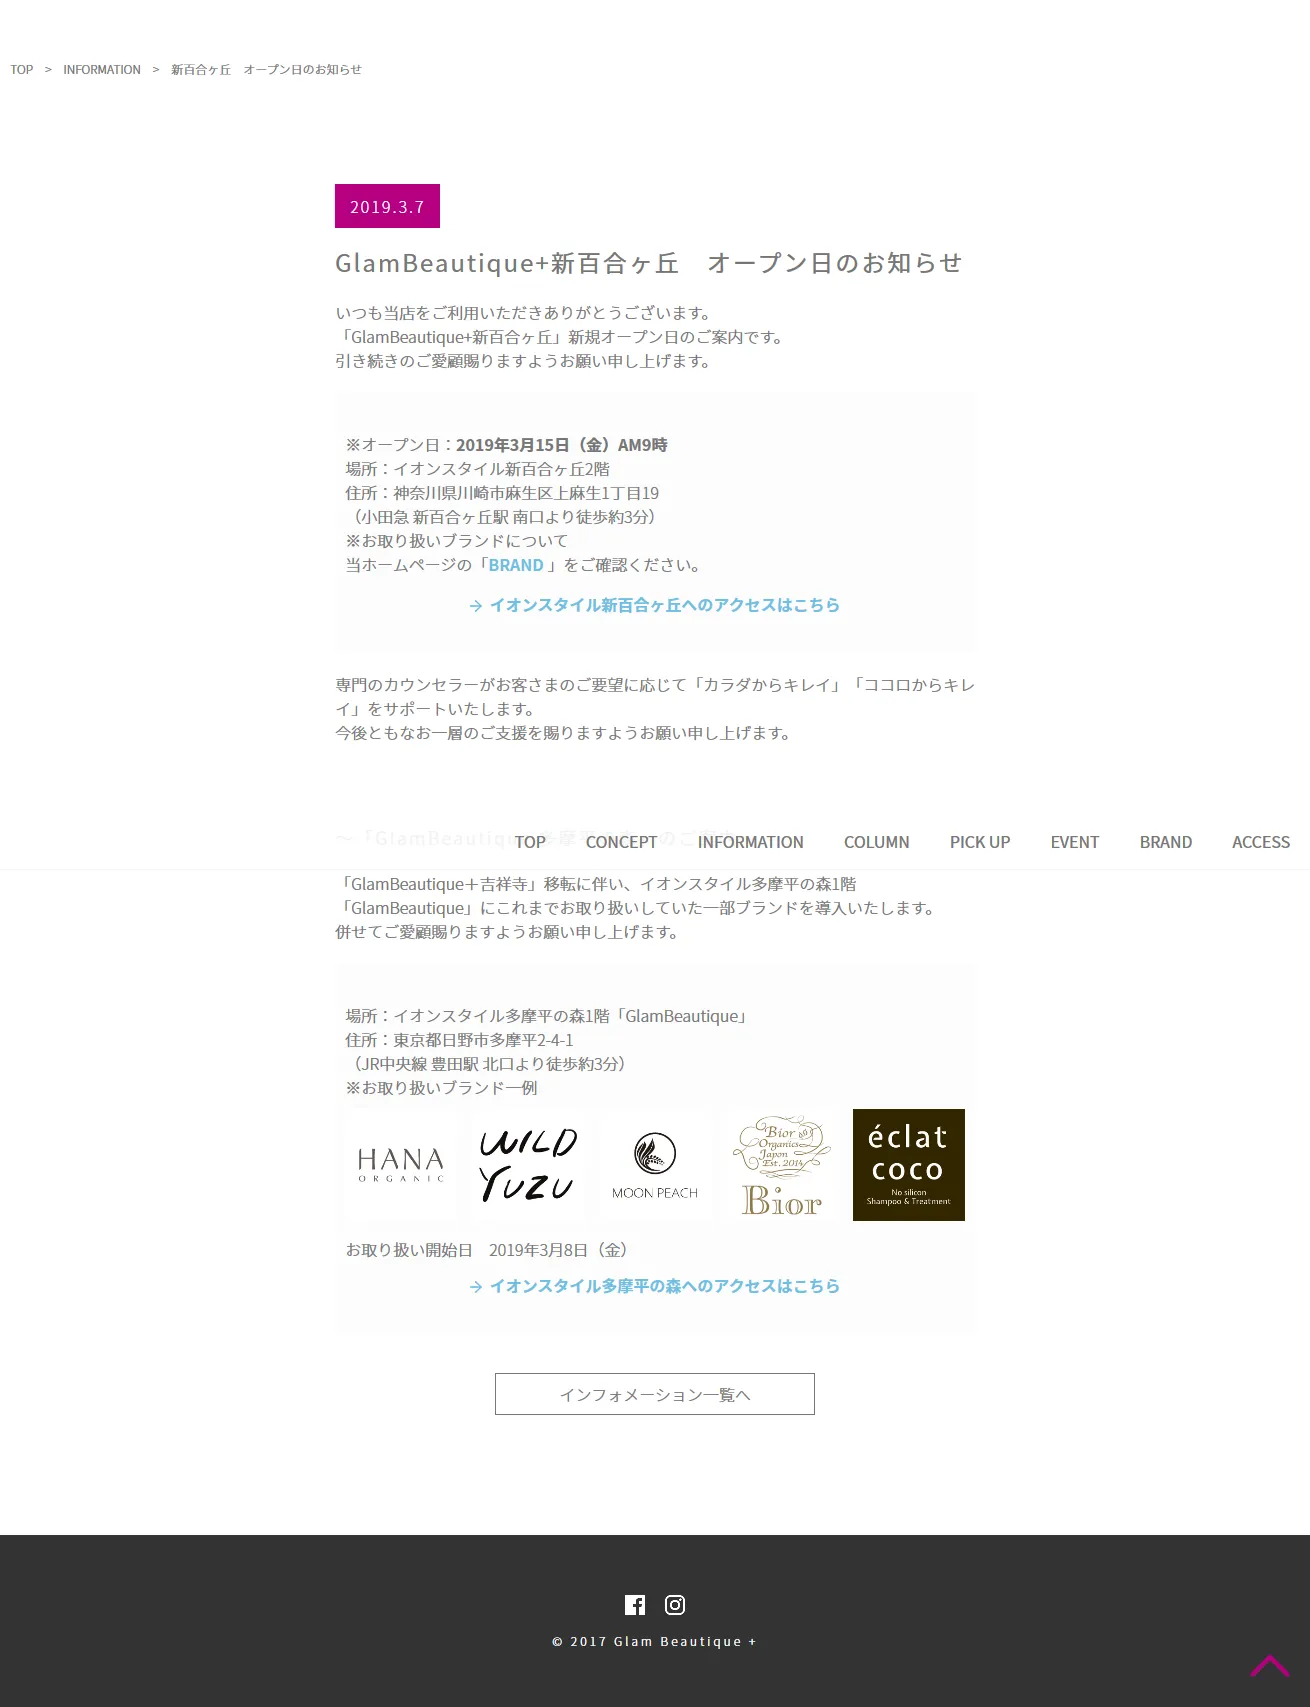 TOP > INFORMATION > 新百合ヶ丘　オープン日のお知らせ
2019.3.7
GlamBeautique+新百合ヶ丘　オープン日のお知らせ
いつも当店をご利用いただきありがとうございます。
「GlamBeautique+新百合ヶ丘」新規オープン日のご案内です。
引き続きのご愛顧賜りますようお願い申し上げます。
※オープン日：2019年3月15日（金）AM9時
場所：イオンスタイル新百合ヶ丘2階
住所：神奈川県川崎市麻生区上麻生1丁目19
（小田急 新百合ヶ丘駅 南口より徒歩約3分）
※お取り扱いブランドについて
当ホームページの「BRAND 」をご確認ください。
→ イオンスタイル新百合ヶ丘へのアクセスはこちら
専門のカウンセラーがお客さまのご要望に応じて「カラダからキレイ」「ココロからキレ
イ」をサポートいたします。
今後ともなお一層のご支援を賜りますようお願い申し上げます。
～「GlamBeautique 多摩平
TOP CONCEPT INFORMATION COLUMN PICK UP EVENT BRAND ACCESS
「GlamBeautique＋吉祥寺」移転に伴い、イオンスタイル多摩平の森1階
「GlamBeautique」にこれまでお取り扱いしていた一部ブランドを導入いたします。
併せてご愛顧賜りますようお願い申し上げます。
場所：イオンスタイル多摩平の森1階「GlamBeautique」
住所：東京都日野市多摩平2-4-1
（JR中央線 豊田駅 北口より徒歩約3分）
※お取り扱いブランド一例
HANA
ORGANIC
WILD
YUZU
MOON PEACH
Bior
Organics
Japon
Est. 2014
Bior
éclat
coco
No silicon
Shampoo & Treatment
お取り扱い開始日　2019年3月8日（金）
→ イオンスタイル多摩平の森へのアクセスはこちら
インフォメーション一覧へ
© 2017 Glam Beautique +